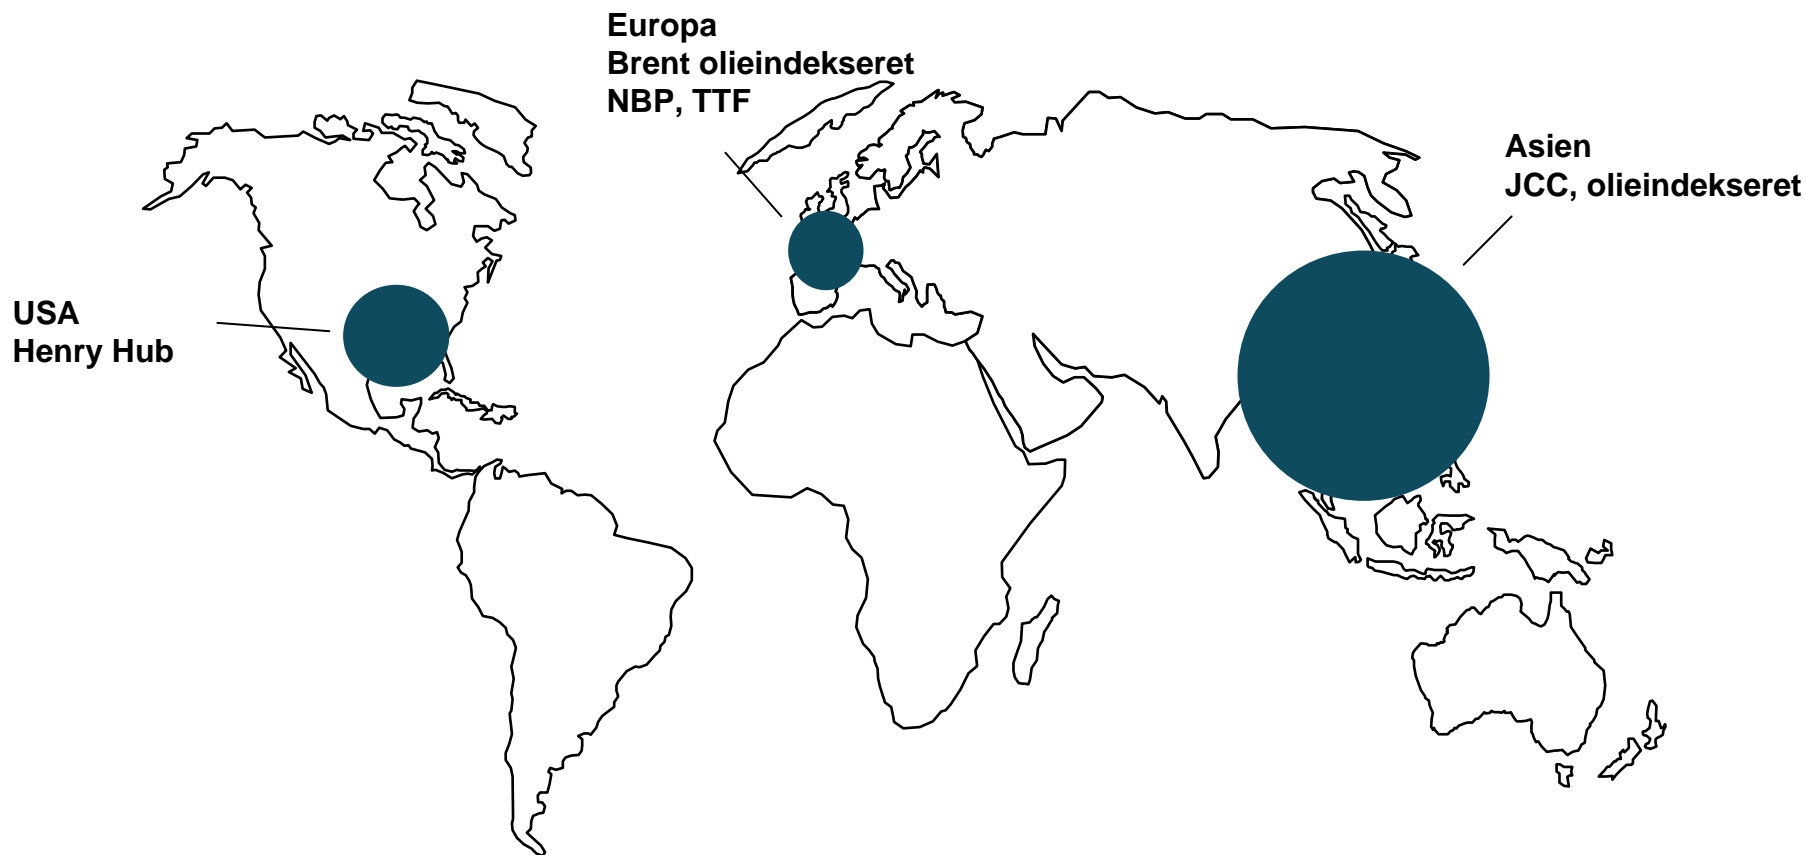 Europa
Brent olieindekseret
NBP, TTF
Asien
JCC, olieindekseret
USA
Henry Hub